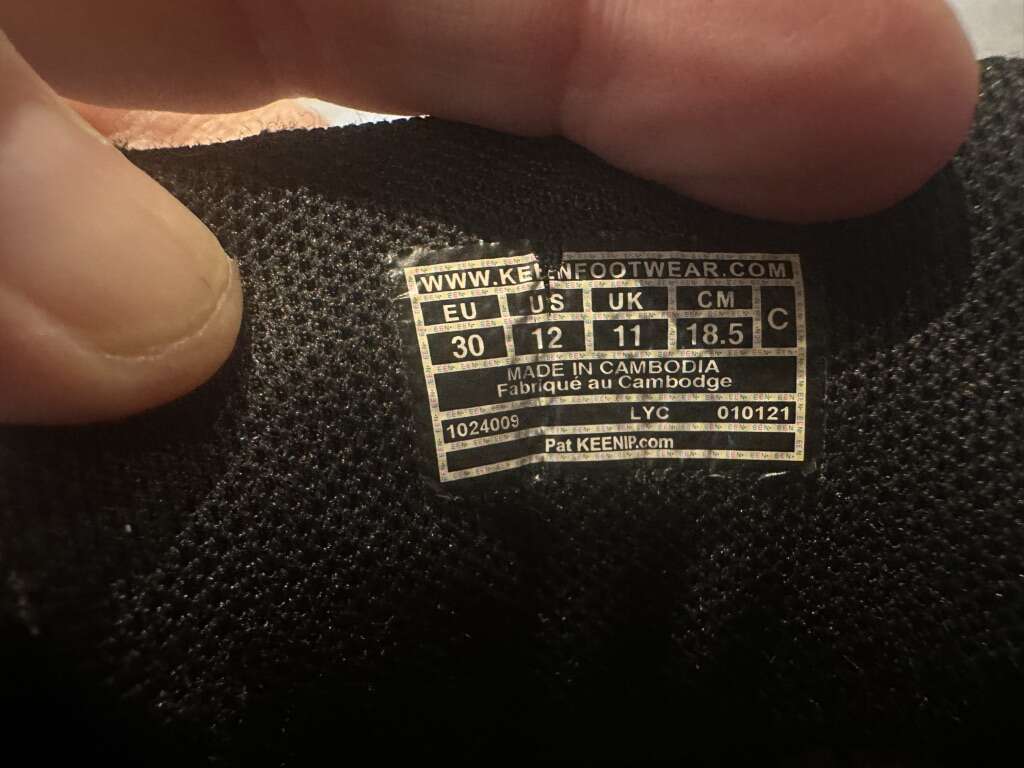 WWW.KEENFOOTWEAR.COM
EU US UK CM C
30 12 11 18.5
MADE IN CAMBODIA
Fabriqué au Cambodge
1024009 LYC 010121
Pat KEENIP.com